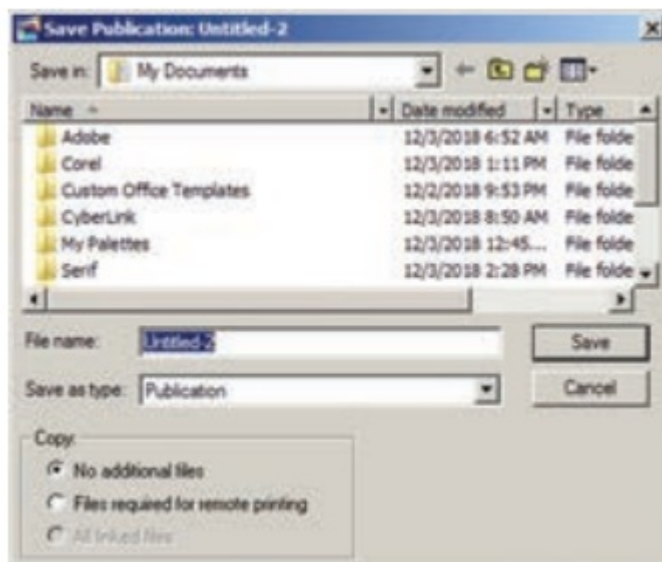 Save Publication: Untitled-2
Save in: My Documents
Name Date modified Type
Adobe 12/3/2018 6:52 AM File folde
Corel 12/3/2018 1:11 PM File folde
Custom Office Templates 12/2/2018 9:53 PM File folde
CyberLink 12/3/2018 8:50 AM File folde
My Palettes 12/3/2018 12:45... File folde
Serif 12/3/2018 2:28 PM File folde
File name: Untitled-2 Save
Save as type: Publication Cancel
Copy:
No additional files
Files required for remote printing
All linked files